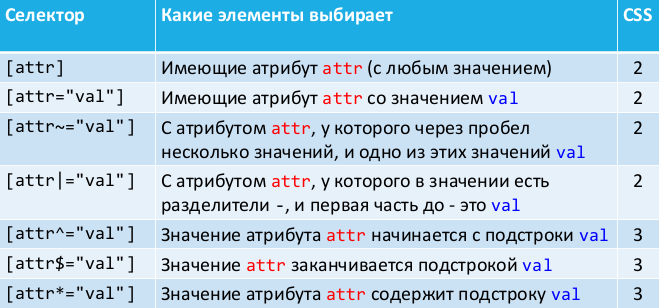 Селектор Какие элементы выбирает CSS
[attr] Имеющие атрибут attr (с любым значением) 2
[attr="val"] Имеющие атрибут attr со значением val 2
[attr~="val"] С атрибутом attr, у которого через пробел 2
несколько значений, и одно из этих значений val
[attr|="val"] С атрибутом attr, у которого в значении есть 2
разделители -, и первая часть до - это val
[attr^="val"] Значение атрибута attr начинается с подстроки val 3
[attr$="val"] Значение attr заканчивается подстрокой val 3
[attr*="val"] Значение атрибута attr содержит подстроку val 3